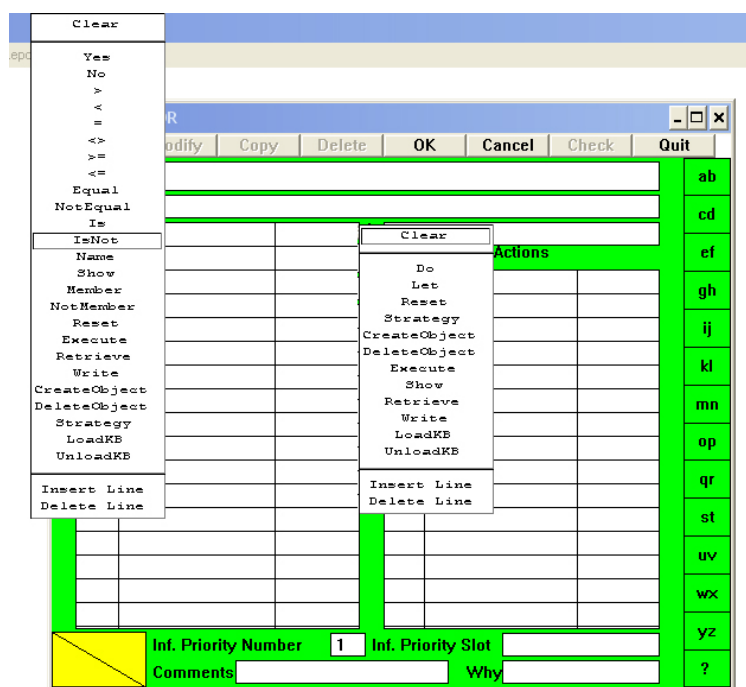 Clear
Yes
No
>
<
=
<>
>=
<=
Equal
NotEqual
Is
IsNot
Name
Show
Member
NotMember
Reset
Execute
Retrieve
Write
CreateObject
DeleteObject
Strategy
LoadKB
UnloadKB
Insert Line
Delete Line
OR
odify Copy Delete OK Cancel Check Quit
Actions
Clear
Do
Let
Reset
Strategy
CreateObject
DeleteObject
Execute
Show
Retrieve
Write
LoadKB
UnloadKB
Insert Line
Delete Line
ab
cd
ef
gh
ij
kl
mn
op
qr
st
uv
wx
yz
?
Inf. Priority Number 1 Inf. Priority Slot
Comments Why